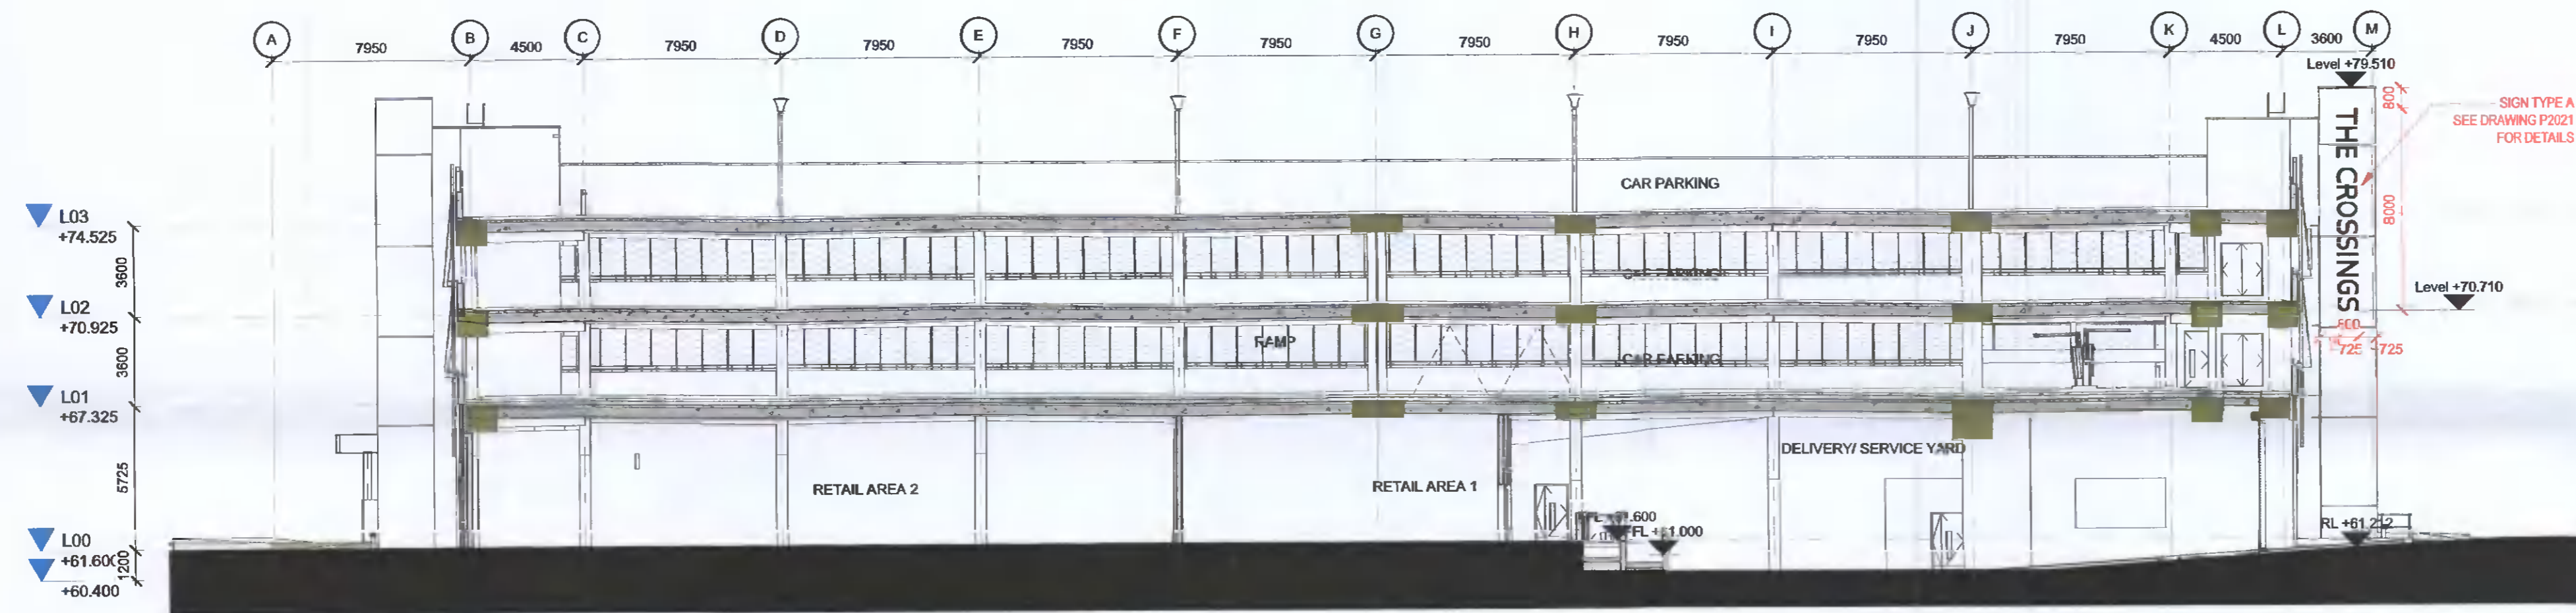 A
B
C
D
E
F
G
H
I
J
K
L
M
7950
4500
7950
7950
7950
7950
7950
7950
7950
7950
4500
3600
Level +79.510
800
SIGN TYPE A
SEE DRAWING P2021
FOR DETAILS
THE CROSSINGS
8000
CAR PARKING
L03
+74.525
3600
CAR PARKING
Level +70.710
L02
+70.925
600
725
725
RAMP
CAR PARKING
3600
L01
+67.325
DELIVERY/ SERVICE YARD
5725
RETAIL AREA 2
RETAIL AREA 1
L00
+61.600
1200
+60.400